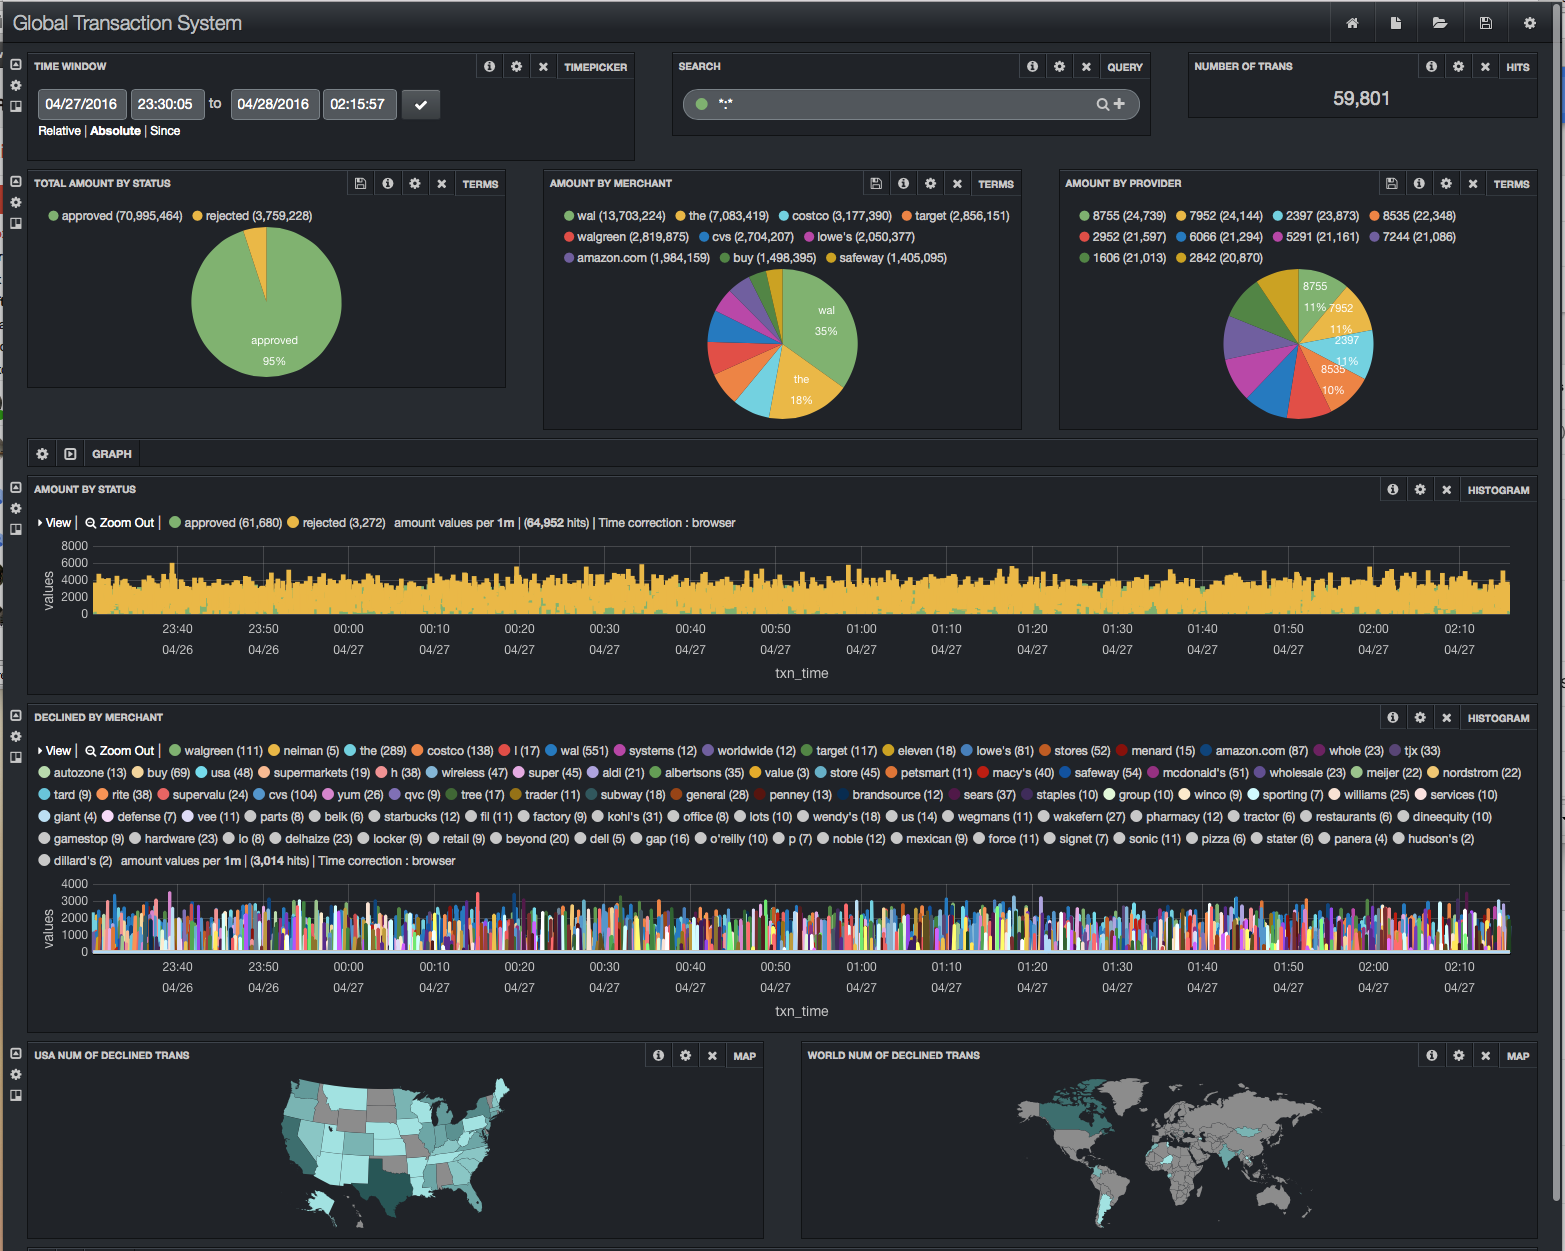 Global Transaction System
TIME WINDOW
TIMEPICKER
04/27/2016 23:30:05 to 04/28/2016 02:15:57
Relative | Absolute | Since
SEARCH
QUERY
*:*
NUMBER OF TRANS
HITS
59,801
TOTAL AMOUNT BY STATUS
TERMS
approved (70,995,464) rejected (3,759,228)
approved
95%
AMOUNT BY MERCHANT
TERMS
wal (13,703,224) the (7,083,419) costco (3,177,390) target (2,856,151)
walgreen (2,819,875) cvs (2,704,207) lowe's (2,050,377)
amazon.com (1,984,159) buy (1,498,395) safeway (1,405,095)
wal
35%
the
18%
AMOUNT BY PROVIDER
TERMS
8755 (24,739) 7952 (24,144) 2397 (23,873) 8535 (22,348)
2952 (21,597) 6066 (21,294) 5291 (21,161) 7244 (21,086)
1606 (21,013) 2842 (20,870)
8755
11%
7952
11%
2397
11%
8535
10%
GRAPH
AMOUNT BY STATUS
HISTOGRAM
View | Zoom Out | approved (61,680) rejected (3,272) amount values per 1m | (64,952 hits) | Time correction : browser
8000
6000
4000
2000
0
values
23:40 23:50 00:00 00:10 00:20 00:30 00:40 00:50 01:00 01:10 01:20 01:30 01:40 01:50 02:00 02:10
04/26 04/26 04/27 04/27 04/27 04/27 04/27 04/27 04/27 04/27 04/27 04/27 04/27 04/27 04/27 04/27
txn_time
DECLINED BY MERCHANT
HISTOGRAM
View | Zoom Out | walgreen (111) neiman (5) the (289) costco (138) l (17) wal (551) systems (12) worldwide (12) target (117) eleven (18) lowe's (81) stores (52) menard (15) amazon.com (87) whole (23) tjx (33)
autozone (13) buy (69) usa (48) supermarkets (19) h (38) wireless (47) super (45) aldi (21) albertsons (35) value (3) store (45) petsmart (11) macy's (40) safeway (54) mcdonald's (51) wholesale (23) meijer (22) nordstrom (22)
tard (9) rite (38) supervalu (24) cvs (104) yum (26) qvc (9) tree (17) trader (11) subway (18) general (28) penney (13) brandsource (12) sears (37) staples (10) group (10) winco (9) sporting (7) williams (25) services (10)
giant (4) defense (7) vee (11) parts (8) belk (6) starbucks (12) fil (11) factory (9) kohl's (31) office (8) lots (10) wendy's (18) us (14) wegmans (11) wakefern (27) pharmacy (12) tractor (6) restaurants (6) dineequity (10)
gamestop (9) hardware (23) lo (8) delhaize (23) locker (9) retail (9) beyond (20) dell (5) gap (16) o'reilly (10) p (7) noble (12) mexican (9) force (11) signet (7) sonic (11) pizza (6) stater (6) panera (4) hudson's (2)
dillard's (2) amount values per 1m | (3,014 hits) | Time correction : browser
4000
3000
2000
1000
0
values
23:40 23:50 00:00 00:10 00:20 00:30 00:40 00:50 01:00 01:10 01:20 01:30 01:40 01:50 02:00 02:10
04/26 04/26 04/27 04/27 04/27 04/27 04/27 04/27 04/27 04/27 04/27 04/27 04/27 04/27 04/27 04/27
txn_time
USA NUM OF DECLINED TRANS
MAP
WORLD NUM OF DECLINED TRANS
MAP